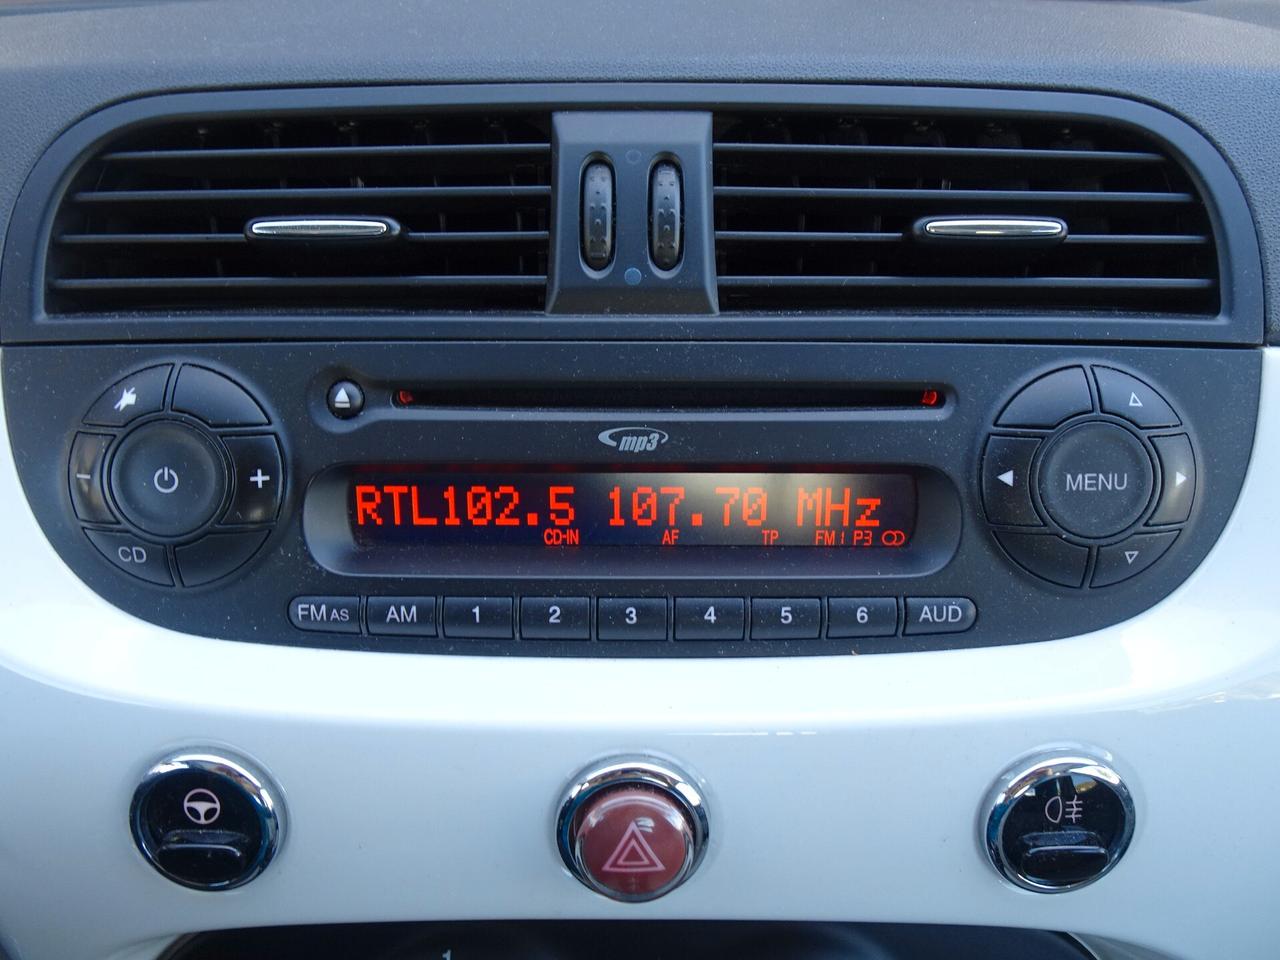 mp3
RTL102.5 107.70 MHz
CD-IN AF TP FM1 P3
MENU
CD
FM AS AM 1 2 3 4 5 6 AUD
1